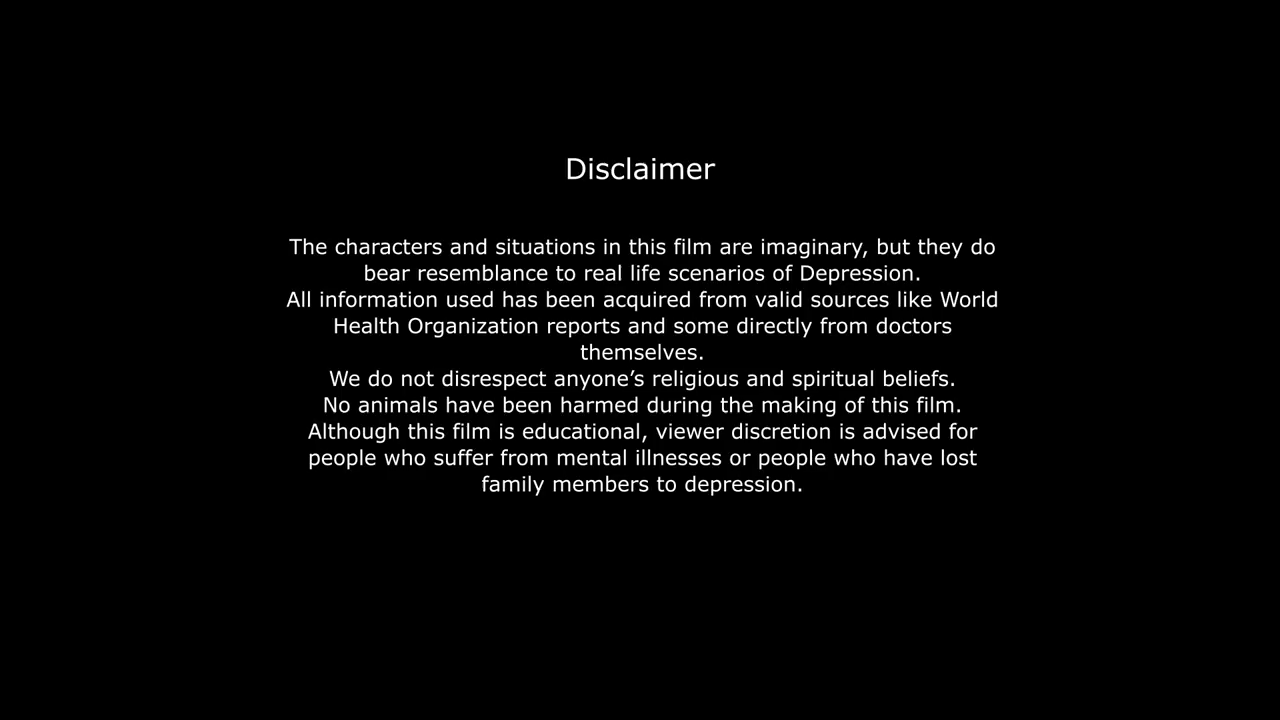 Disclaimer
The characters and situations in this film are imaginary, but they do
bear resemblance to real life scenarios of Depression.
All information used has been acquired from valid sources like World
Health Organization reports and some directly from doctors
themselves.
We do not disrespect anyone’s religious and spiritual beliefs.
No animals have been harmed during the making of this film.
Although this film is educational, viewer discretion is advised for
people who suffer from mental illnesses or people who have lost
family members to depression.